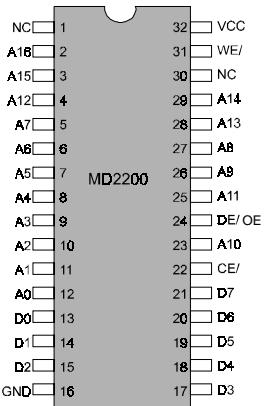 NC 1 32 VCC
A16 2 31 WE/
A15 3 30 NC
A12 4 29 A14
A7 5 28 A13
A6 6 27 A8
A5 7 MD2200 26 A9
A4 8 25 A11
A3 9 24 OE/ OE
A2 10 23 A10
A1 11 22 CE/
A0 12 21 D7
D0 13 20 D6
D1 14 19 D5
D2 15 18 D4
GND 16 17 D3